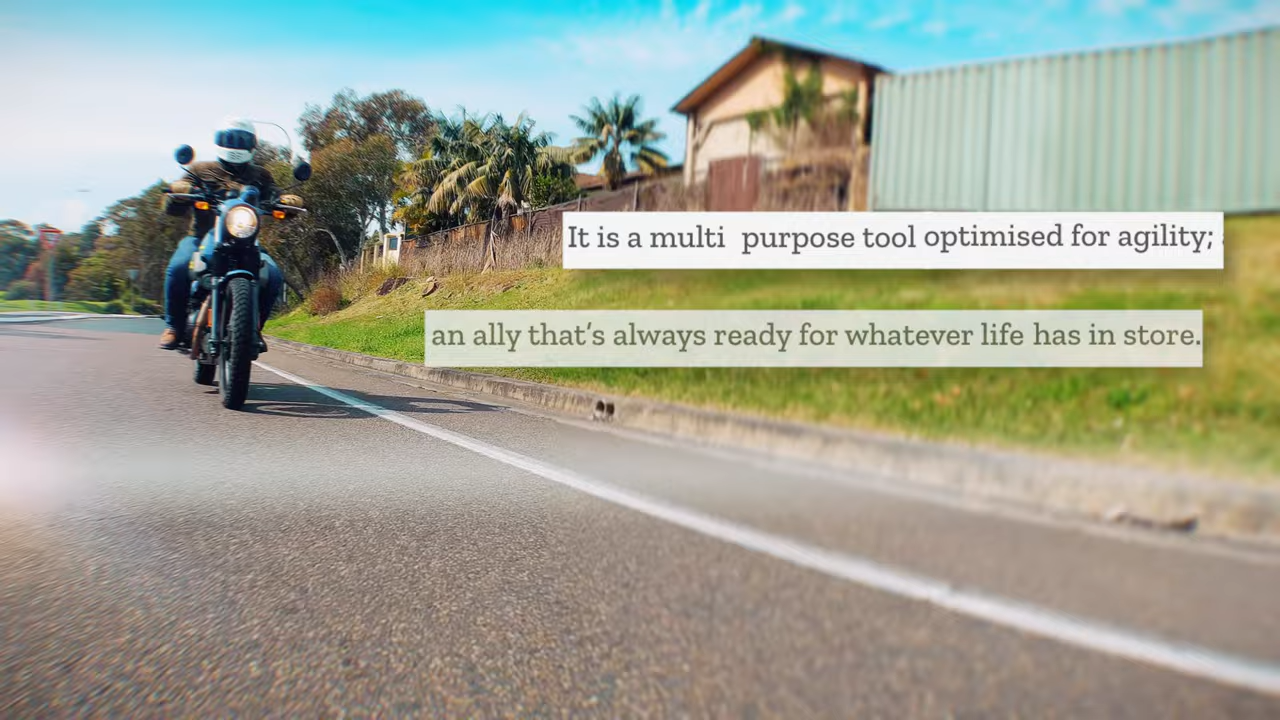 It is a multi purpose tool optimised for agility;
an ally that's always ready for whatever life has in store.